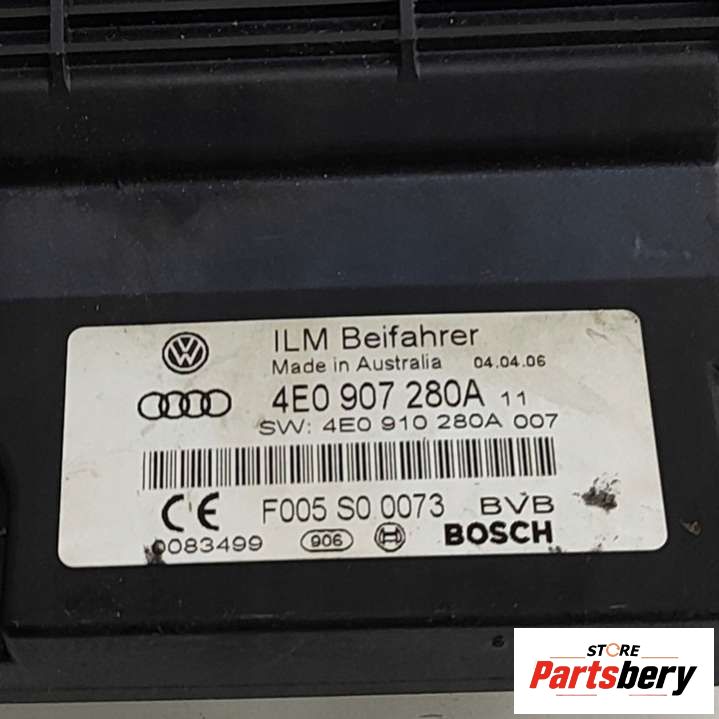 ILM Beifahrer
Made in Australia 04.04.06
4E0 907 280A 11
SW: 4E0 910 280A 007
CE F005 S0 0073 BVB
0083499 906 BOSCH
STORE
Partsbery